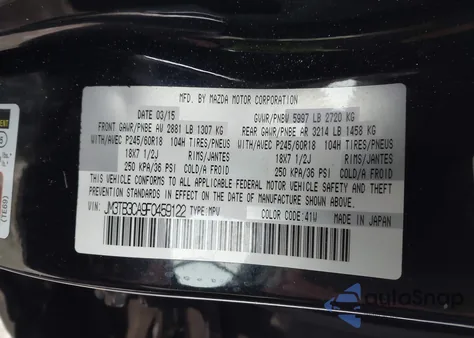 MFD. BY MAZDA MOTOR CORPORATION
DATE 03/15 GVWR/PNBV 5997 LB 2720 KG
FRONT GAWR/PNBE AV 2881 LB 1307 KG REAR GAWR/PNBE AR 3214 LB 1458 KG
WITH/AVEC P245/60R18 104H TIRES/PNEUS WITH/AVEC P245/60R18 104H TIRES/PNEUS
18X7 1/2J RIMS/JANTES 18X7 1/2J RIMS/JANTES
250 KPA/36 PSI COLD/A FROID 250 KPA/36 PSI COLD/A FROID
THIS VEHICLE CONFORMS TO ALL APPLICABLE FEDERAL MOTOR VEHICLE SAFETY, BUMPER, AND THEFT
PREVENTION STANDARDS IN EFFECT ON THE DATE OF MANUFACTURE SHOWN ABOVE.
VIN: JM3TB3CA9F0459122 TYPE:MPV COLOR CODE:41W MADE IN JAPAN
(TE69)
autoSnap